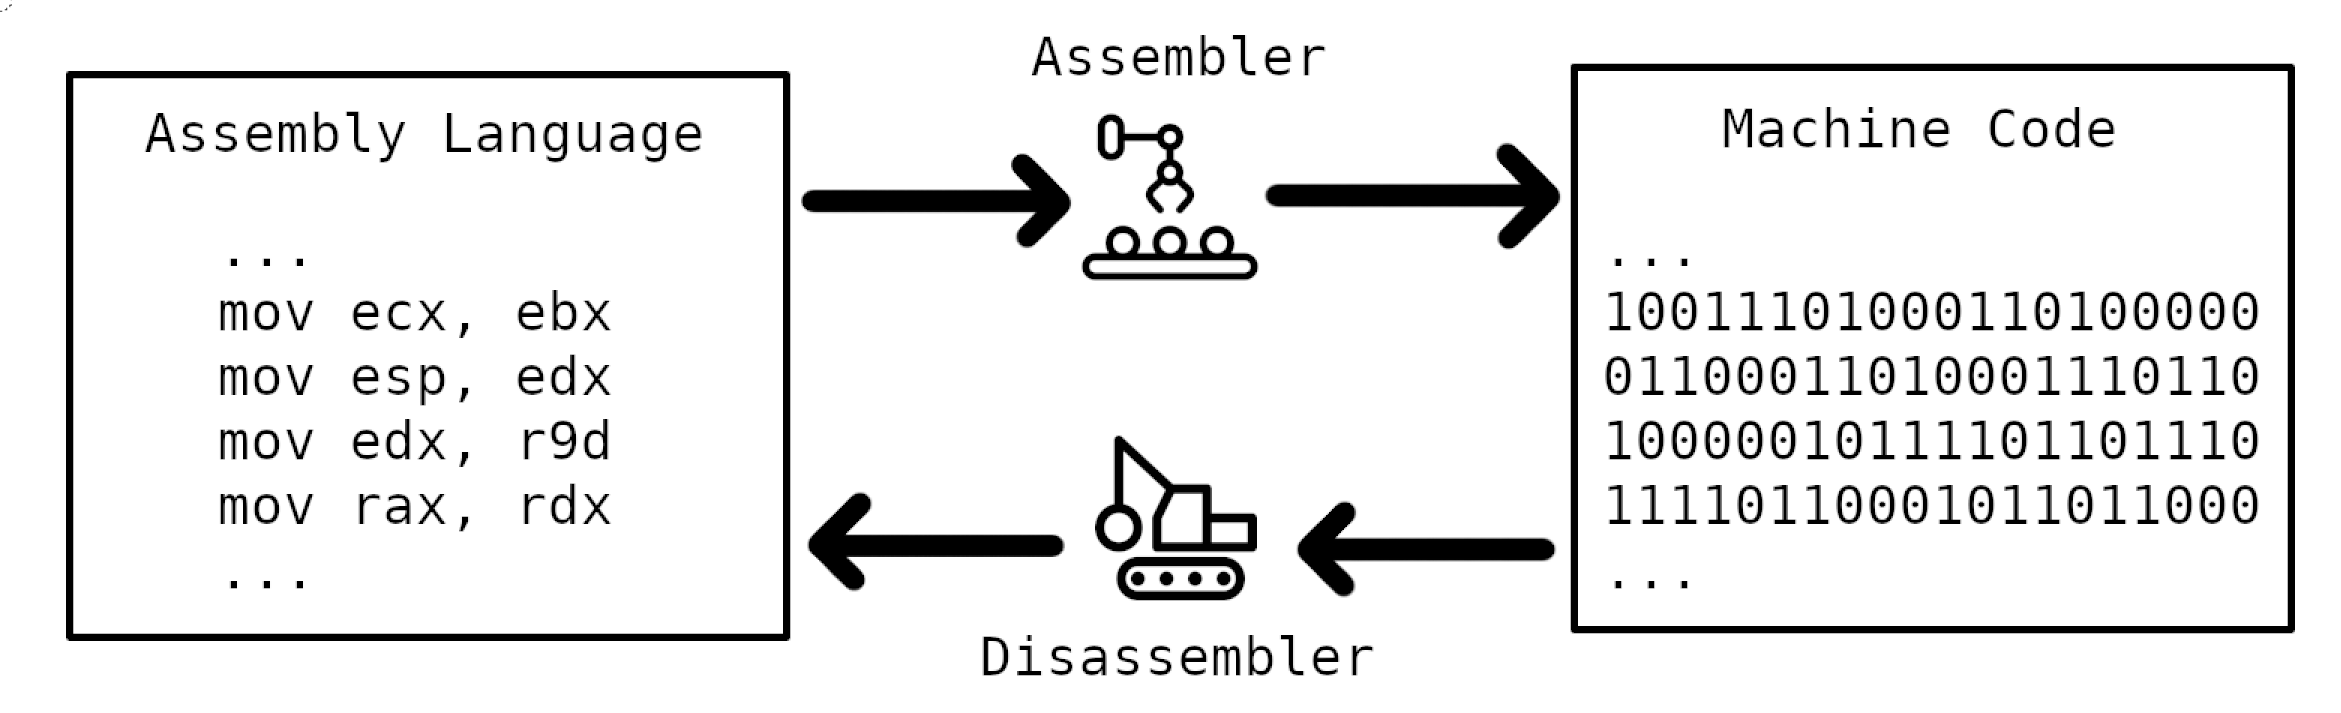 Assembly Language
...
mov ecx, ebx
mov esp, edx
mov edx, r9d
mov rax, rdx
...
Assembler
Disassembler
Machine Code
...
10011101000110100000
01100011010001110110
10000010111101101110
11110110001011011000
...